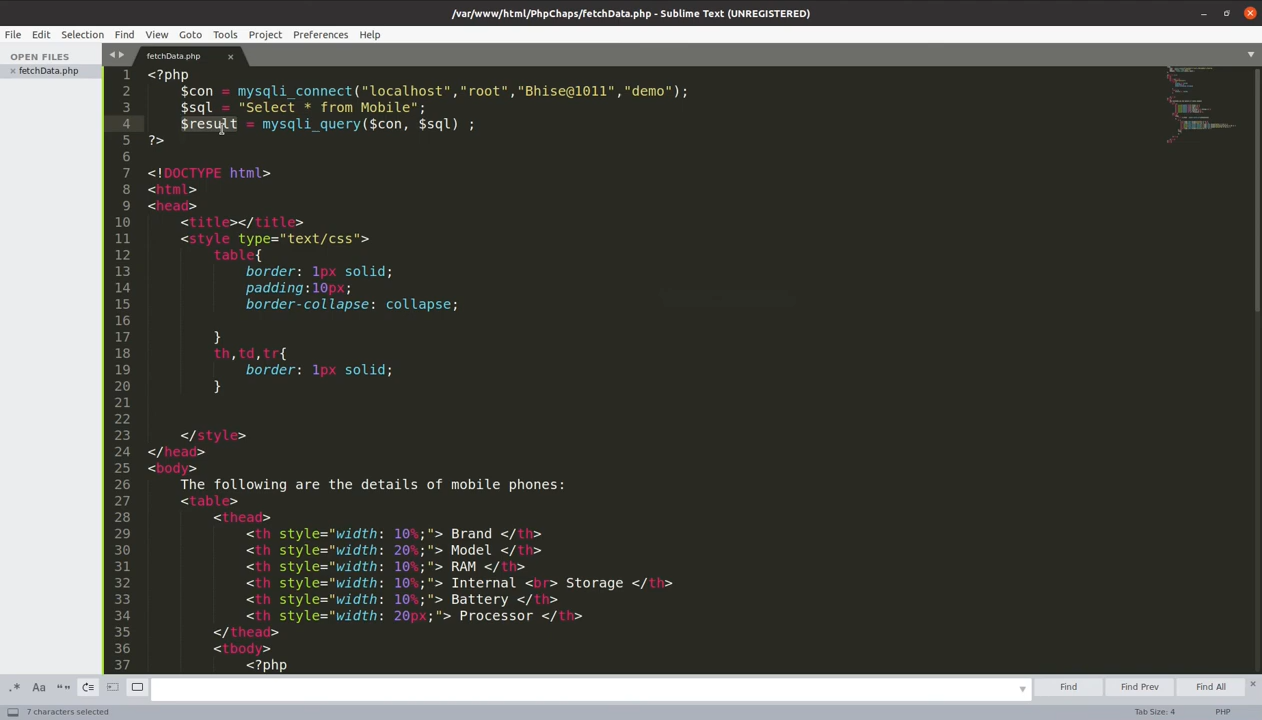 /var/www/html/PhpChaps/fetchData.php - Sublime Text (UNREGISTERED)
File Edit Selection Find View Goto Tools Project Preferences Help
OPEN FILES
fetchData.php
fetchData.php
1 <?php
2 $con = mysqli_connect("localhost","root","Bhise@1011","demo");
3 $sql = "Select * from Mobile";
4 $result = mysqli_query($con, $sql) ;
5 ?>
6
7 <!DOCTYPE html>
8 <html>
9 <head>
10 <title></title>
11 <style type="text/css">
12 table{
13 border: 1px solid;
14 padding:10px;
15 border-collapse: collapse;
16
17 }
18 th,td,tr{
19 border: 1px solid;
20 }
21
22
23 </style>
24 </head>
25 <body>
26 The following are the details of mobile phones:
27 <table>
28 <thead>
29 <th style="width: 10%;"> Brand </th>
30 <th style="width: 20%;"> Model </th>
31 <th style="width: 10%;"> RAM </th>
32 <th style="width: 10%;"> Internal <br> Storage </th>
33 <th style="width: 10%;"> Battery </th>
34 <th style="width: 20px;"> Processor </th>
35 </thead>
36 <tbody>
37 <?php
.* Aa “”
Find Find Prev Find All
7 characters selected
Tab Size: 4 PHP